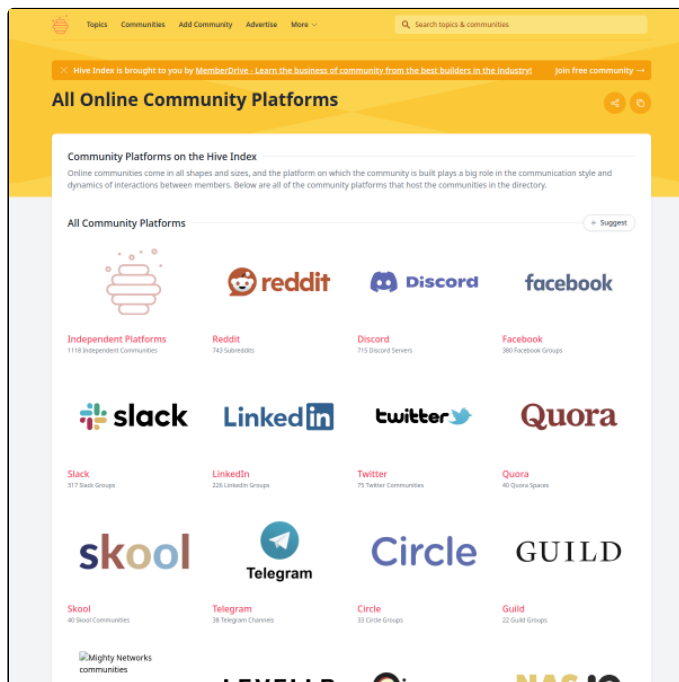 Topics Communities Add Community Advertise More Search topics & communities
Hive Index is brought to you by MemberDrive - Learn the business of community from the best builders in the industry! Join free community →
All Online Community Platforms
Community Platforms on the Hive Index
Online communities come in all shapes and sizes, and the platform on which the community is built plays a big role in the communication style and
dynamics of interactions between members. Below are all of the community platforms that host the communities in the directory.
All Community Platforms + Suggest
reddit Discord facebook
Independent Platforms Reddit Discord Facebook
1118 Independent Communities 743 Subreddits 715 Discord Servers 380 Facebook Groups
slack Linked in twitter Quora
Slack LinkedIn Twitter Quora
317 Slack Groups 226 LinkedIn Groups 75 Twitter Communities 40 Quora Spaces
skool Telegram Circle GUILD
Skool Telegram Circle Guild
40 Skool Communities 38 Telegram Channels 33 Circle Groups 22 Guild Groups
Mighty Networks
communities